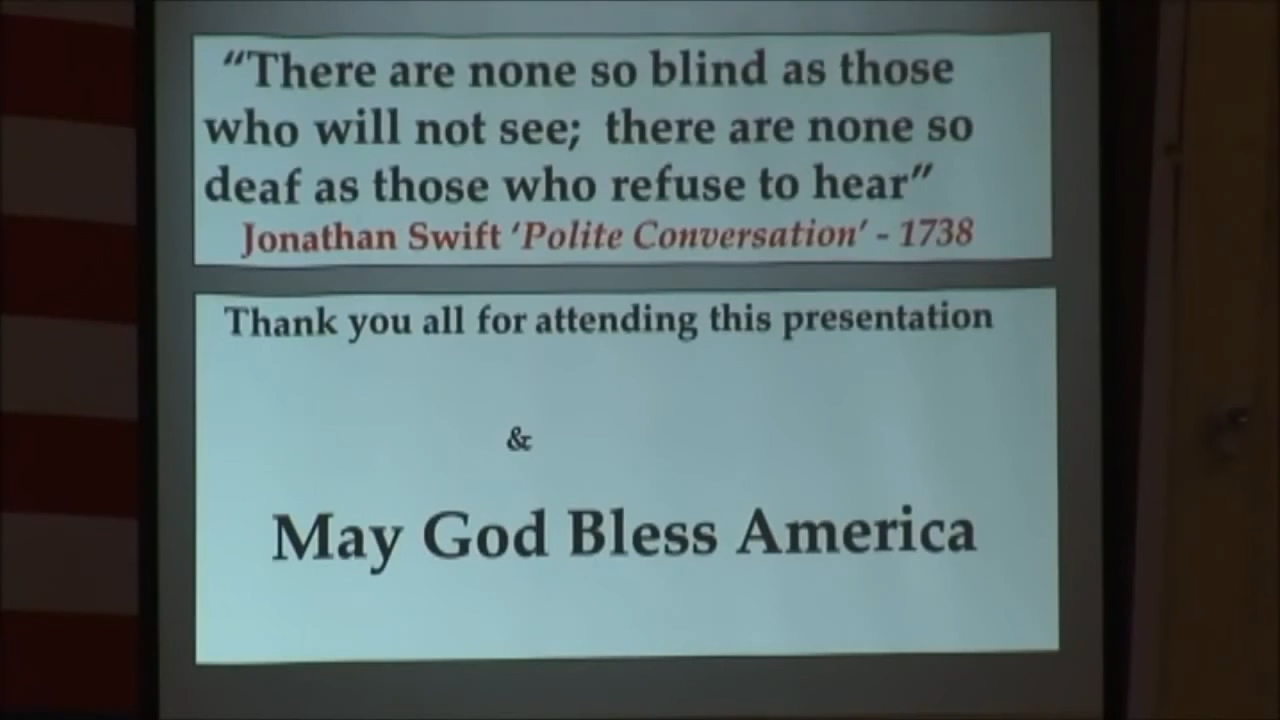 “There are none so blind as those
who will not see; there are none so
deaf as those who refuse to hear”
Jonathan Swift ‘Polite Conversation’ - 1738
Thank you all for attending this presentation
&
May God Bless America